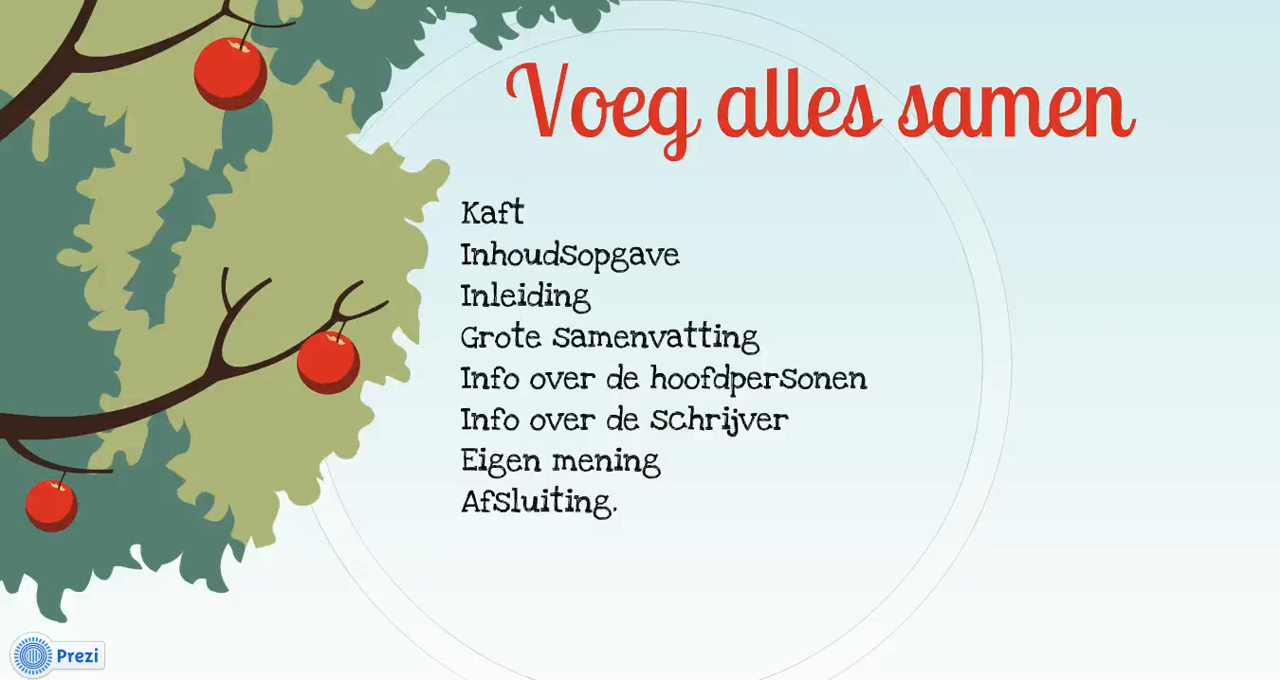 Voeg alles samen
Kaft
Inhoudsopgave
Inleiding
Grote samenvatting
Info over de hoofdpersonen
Info over de schrijver
Eigen mening
Afsluiting.
Prezi